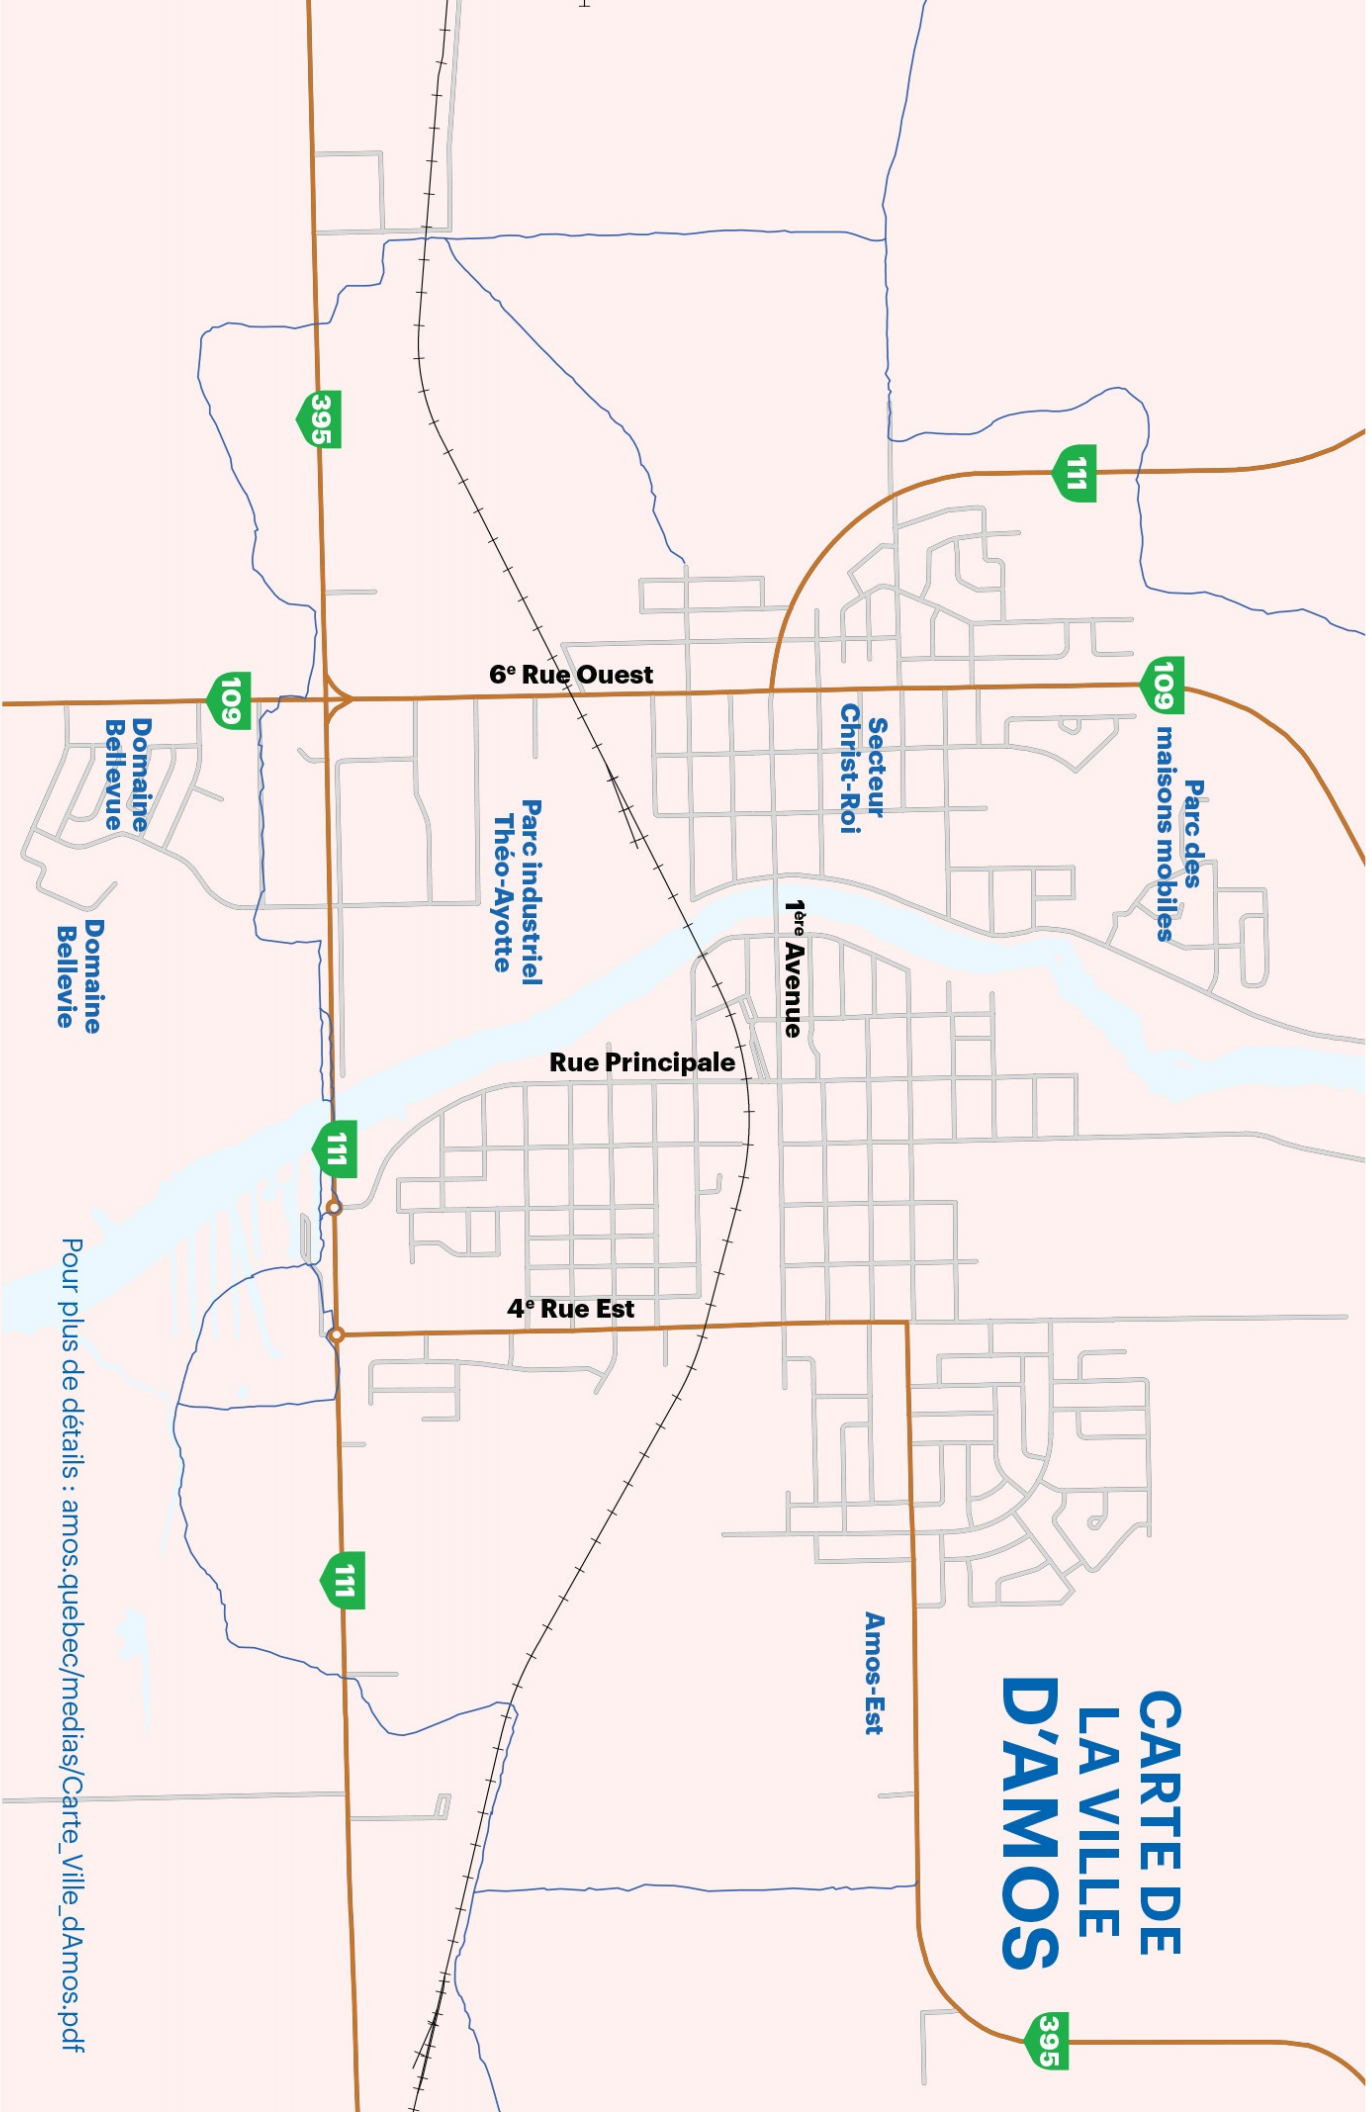 CARTE DE
LA VILLE
D'AMOS
395
111
109
6e Rue Ouest
109
111
Domaine
Bellevue
Secteur
Christ-Roi
Parc des
maisons mobiles
Parc industriel
Théo-Ayotte
Domaine
Bellevie
1ère Avenue
Rue Principale
111
4e Rue Est
111
Amos-Est
395
Pour plus de détails : amos.quebec/medias/Carte_Ville_dAmos.pdf